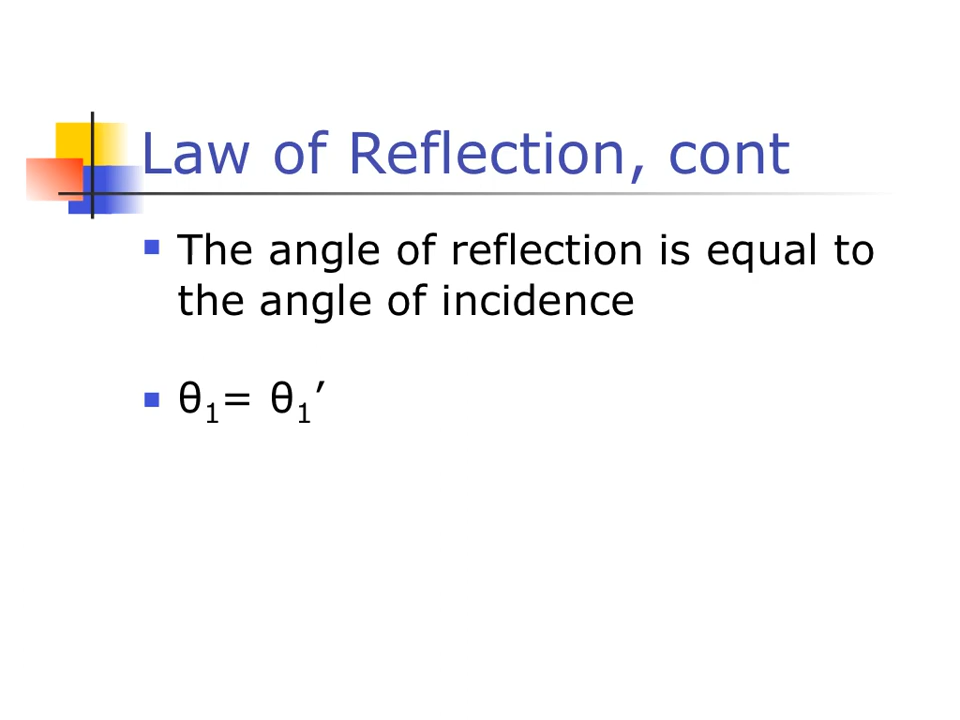 Law of Reflection, cont
The angle of reflection is equal to
the angle of incidence
θ₁= θ₁′